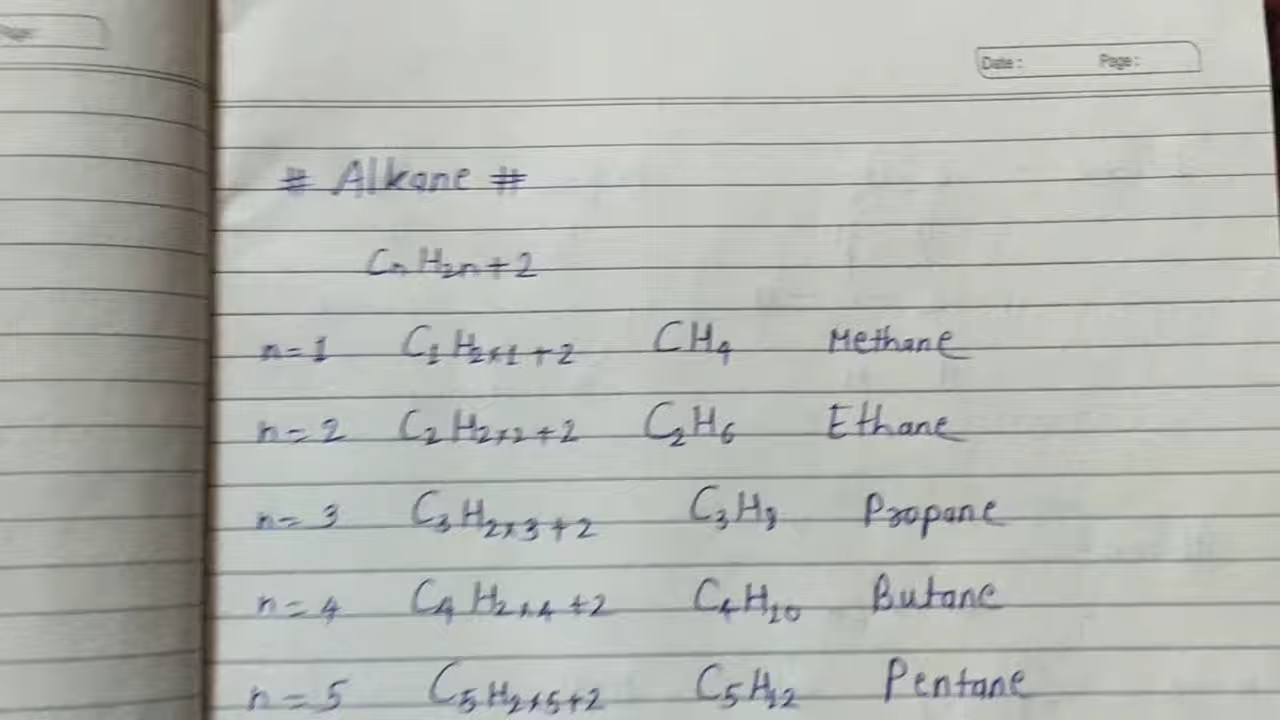 Page:
Date : Page :
# Alkane #
CnH2n+2
n=1 C1H2×1+2 CH4 Methane
n=2 C2H2×2+2 C2H6 Ethane
n=3 C3H2×3+2 C3H8 Propane
n=4 C4H2×4+2 C4H10 Butane
n=5 C5H2×5+2 C5H12 Pentane